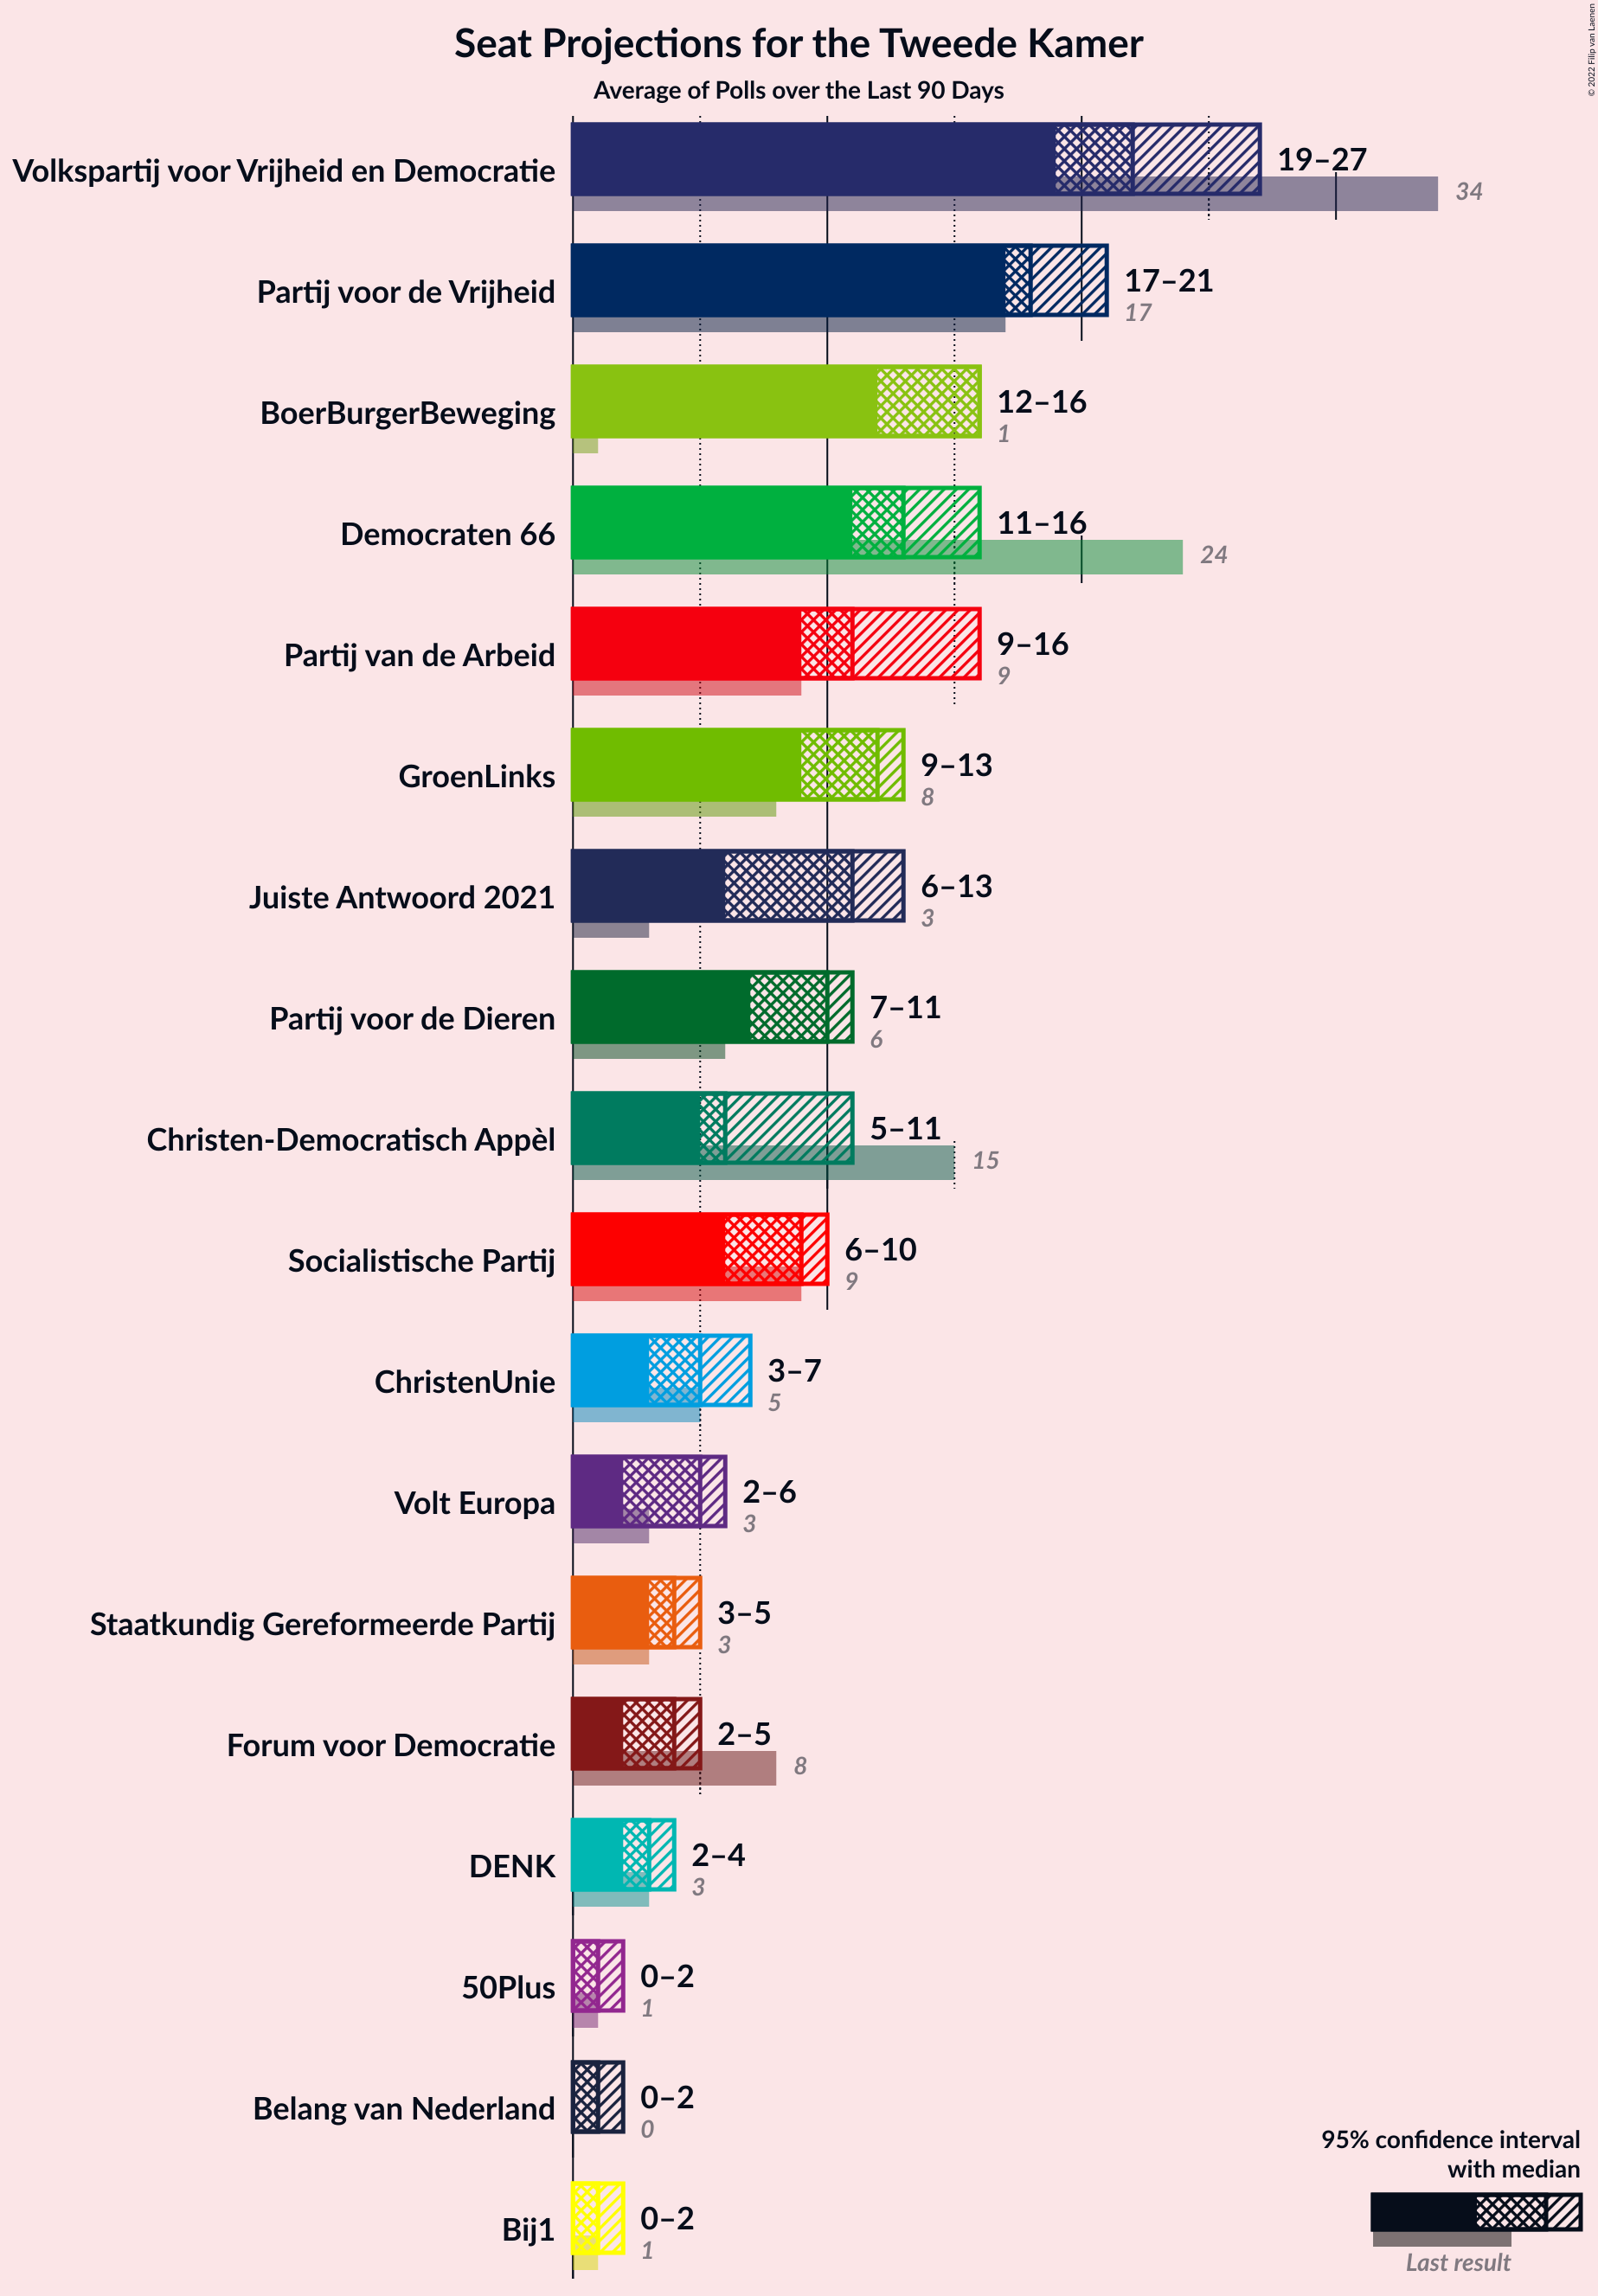 Seat Projections for the Tweede Kamer
Average of Polls over the Last 90 Days
© 2022 Filip van Laenen
Volkspartij voor Vrijheid en Democratie
19–27
34
Partij voor de Vrijheid
17–21
17
BoerBurgerBeweging
12–16
1
Democraten 66
11–16
24
Partij van de Arbeid
9–16
9
GroenLinks
9–13
8
Juiste Antwoord 2021
6–13
3
Partij voor de Dieren
7–11
6
Christen-Democratisch Appèl
5–11
15
Socialistische Partij
6–10
9
ChristenUnie
3–7
5
Volt Europa
2–6
3
Staatkundig Gereformeerde Partij
3–5
3
Forum voor Democratie
2–5
8
DENK
2–4
3
50Plus
0–2
1
Belang van Nederland
0–2
0
Bij1
0–2
1
95% confidence interval
with median
Last result